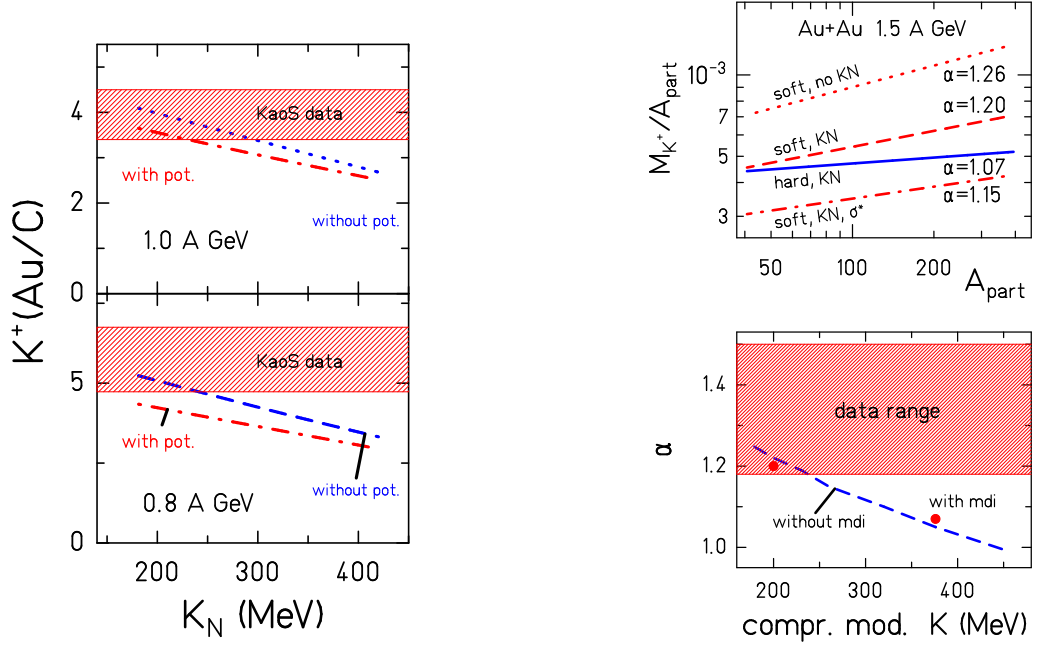 K⁺(Au/C)
4
2
0
KaoS data
with pot.
without pot.
1.0 A GeV
5
0
KaoS data
with pot.
without pot.
0.8 A GeV
200 300 400
K_N (MeV)
M_K⁺/A_part
Au+Au 1.5 A GeV
10⁻³
7
5
3
soft, no KN
α=1.26
α=1.20
soft, KN
hard, KN
α=1.07
α=1.15
soft, KN, σ*
50 100 200
A_part
α
1.4
1.2
1.0
data range
with mdi
without mdi
200 300 400
compr. mod. K (MeV)